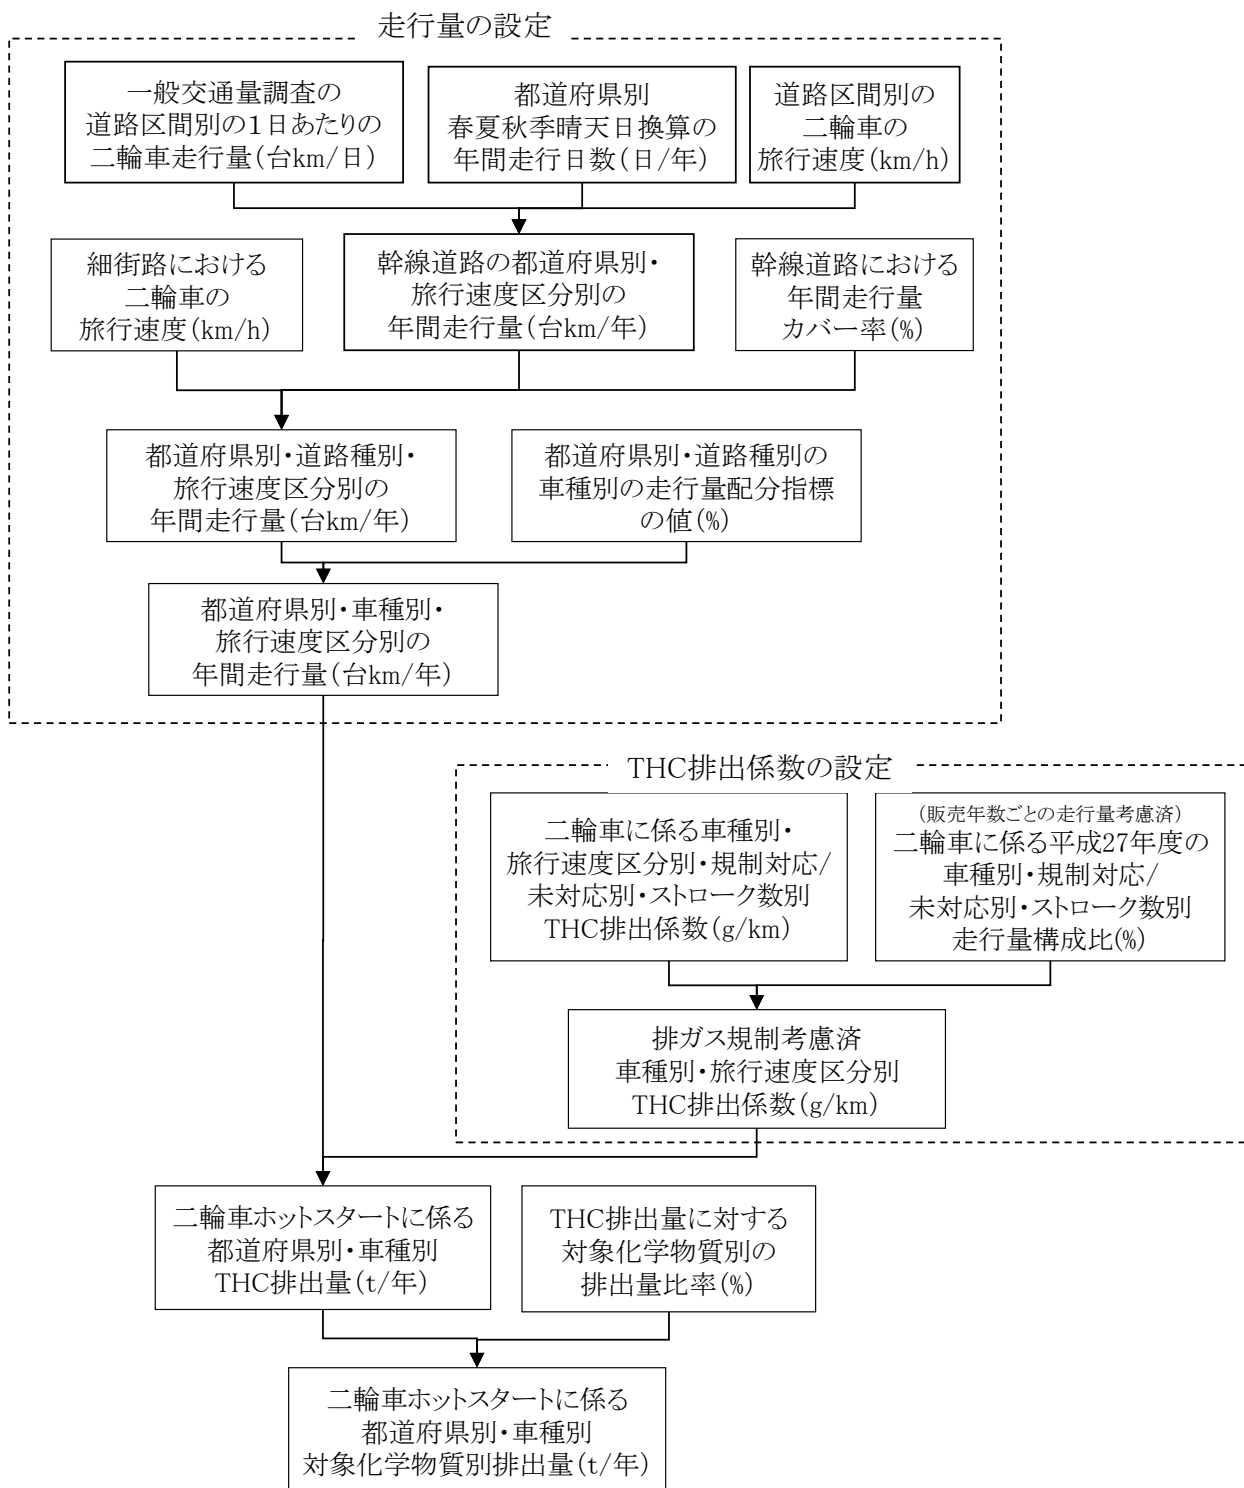 走行量の設定
一般交通量調査の
道路区間別の１日あたりの
二輪車走行量(台km/日)
都道府県別
春夏秋季晴天日換算の
年間走行日数(日/年)
道路区間別の
二輪車の
旅行速度(km/h)
細街路における
二輪車の
旅行速度(km/h)
幹線道路の都道府県別・
旅行速度区分別の
年間走行量(台km/年)
幹線道路における
年間走行量
カバー率(%)
都道府県別・道路種別・
旅行速度区分別の
年間走行量(台km/年)
都道府県別・道路種別の
車種別の走行量配分指標
の値(%)
都道府県別・車種別・
旅行速度区分別の
年間走行量(台km/年)
THC排出係数の設定
二輪車に係る車種別・
旅行速度区分別・規制対応/
未対応別・ストローク数別
THC排出係数(g/km)
(販売年数ごとの走行量考慮済)
二輪車に係る平成27年度の
車種別・規制対応/
未対応別・ストローク数別
走行量構成比(%)
排ガス規制考慮済
車種別・旅行速度区分別
THC排出係数(g/km)
二輪車ホットスタートに係る
都道府県別・車種別
THC排出量(t/年)
THC排出量に対する
対象化学物質別の
排出量比率(%)
二輪車ホットスタートに係る
都道府県別・車種別
対象化学物質別排出量(t/年)